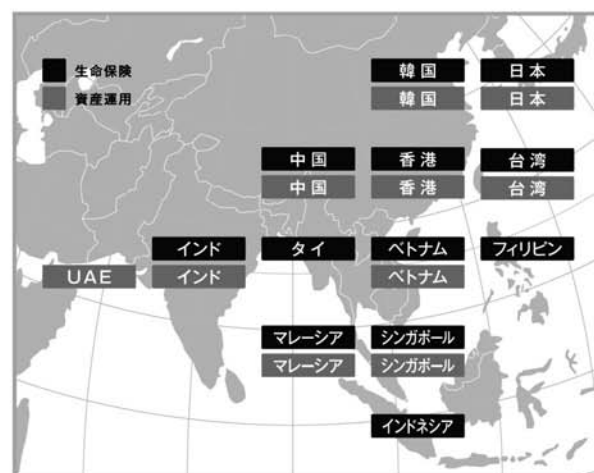 生命保険
資産運用
韓国 日本
韓国 日本
中国 香港 台湾
中国 香港 台湾
インド タイ ベトナム フィリピン
UAE インド ベトナム
マレーシア シンガポール
マレーシア シンガポール
インドネシア